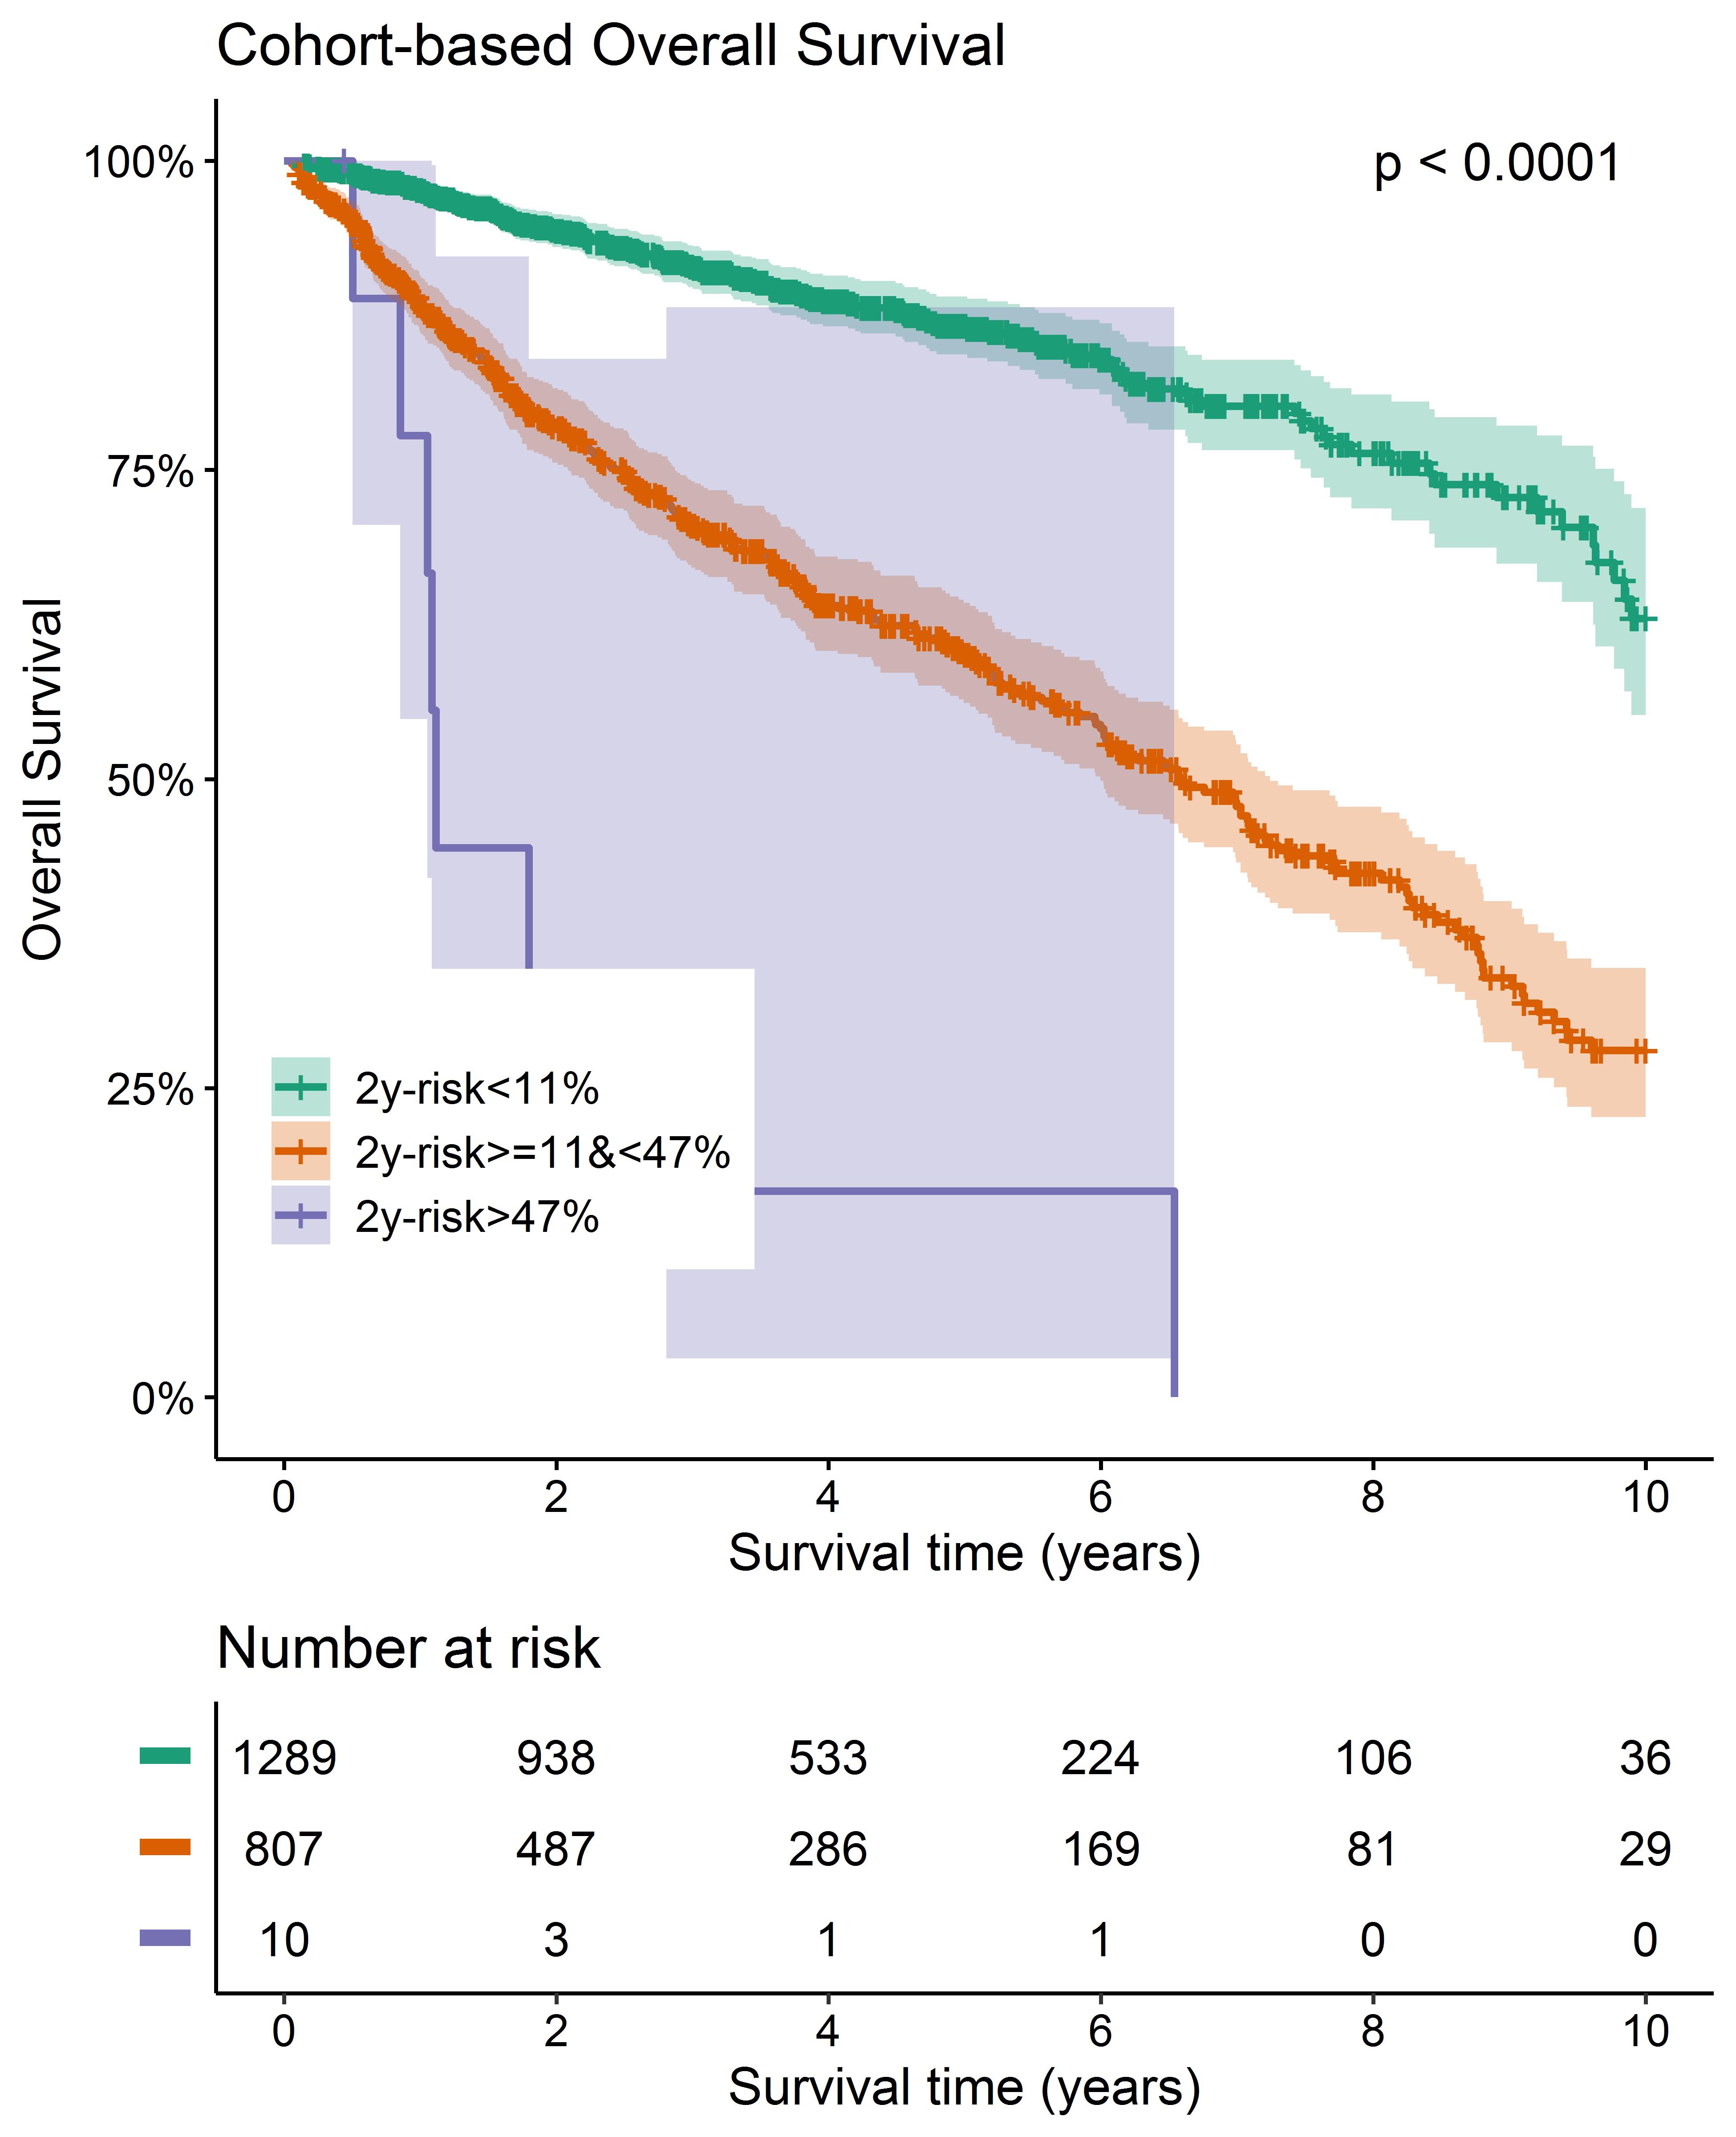 Cohort-based Overall Survival
p < 0.0001
100%
75%
50%
25%
0%
Overall Survival
2y-risk<11%
2y-risk>=11&<47%
2y-risk>47%
0 2 4 6 8 10
Survival time (years)
Number at risk
1289 938 533 224 106 36
807 487 286 169 81 29
10 3 1 1 0 0
0 2 4 6 8 10
Survival time (years)